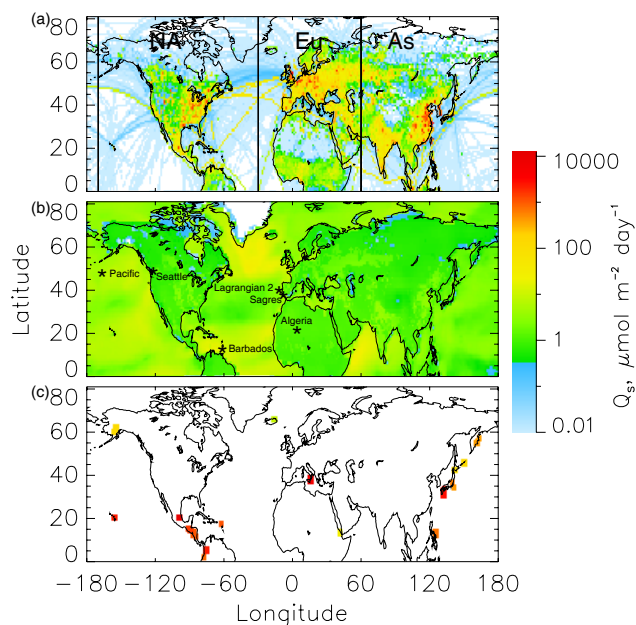 (a)
NA
Eu
As
80
60
40
20
0
(b)
80
60
40
20
0
Pacific
Seattle
Lagrangian 2
Sagres
Algeria
Barbados
(c)
80
60
40
20
0
−180
−120
−60
0
60
120
180
Latitude
Longitude
10000
100
1
0.01
Qs, μmol m⁻² day⁻¹